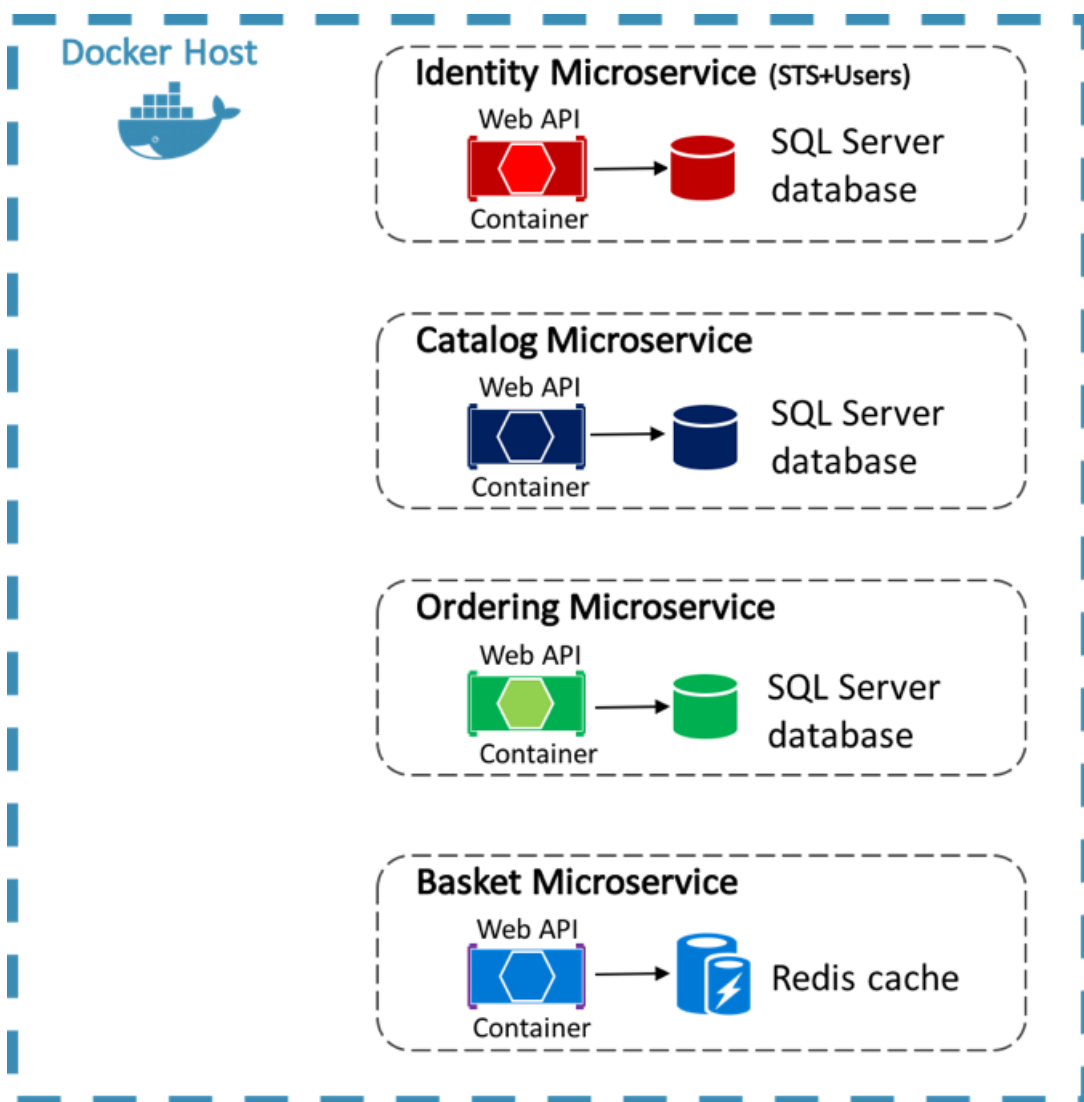 Docker Host
Identity Microservice (STS+Users)
Web API
Container
SQL Server
database
Catalog Microservice
Web API
Container
SQL Server
database
Ordering Microservice
Web API
Container
SQL Server
database
Basket Microservice
Web API
Container
Redis cache